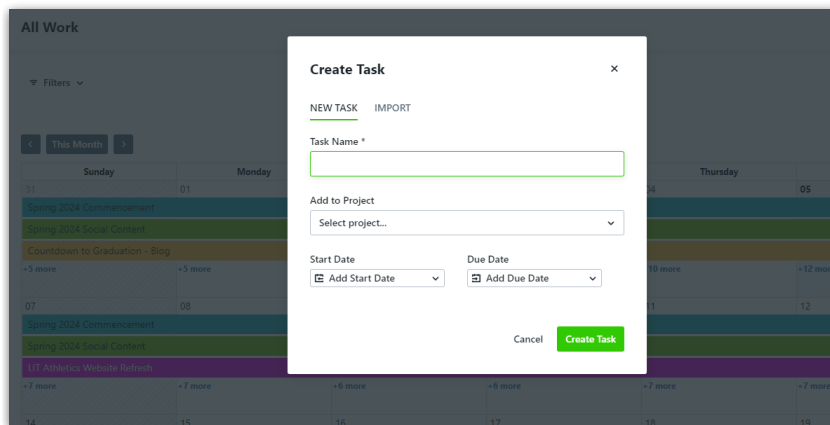 All Work
Filters
This Month
Sunday Monday Thursday
31 01 04 05
Spring 2024 Commencement
Spring 2024 Social Content
Countdown to Graduation - Blog
+5 more +5 more +10 more +12 mor
07 08 11 12
Spring 2024 Commencement
Spring 2024 Social Content
LIT Athletics Website Refresh
+7 more +7 more +6 more +6 more +7 more +7 more
14 15 16 17 18 19
Create Task ×
NEW TASK IMPORT
Task Name *
Add to Project
Select project...
Start Date Due Date
Add Start Date Add Due Date
Cancel Create Task